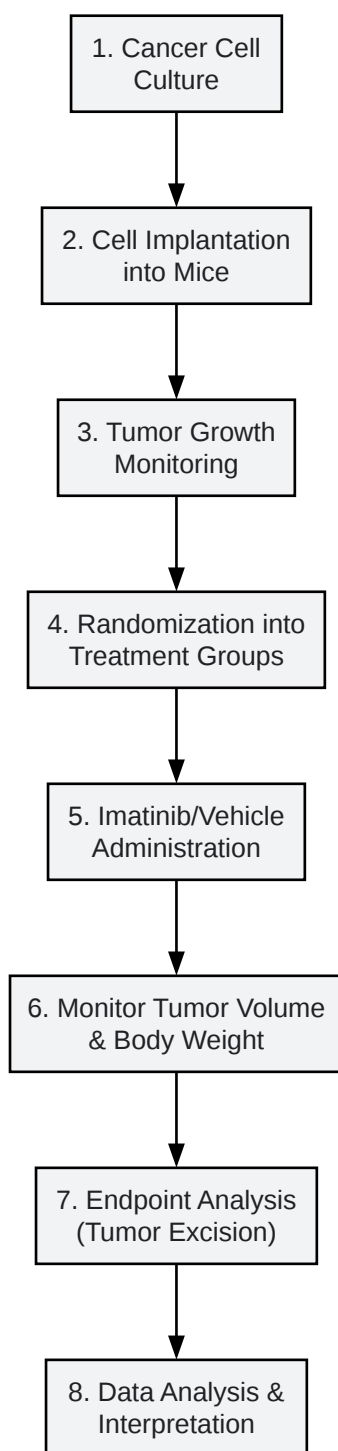 1. Cancer Cell
Culture
2. Cell Implantation
into Mice
3. Tumor Growth
Monitoring
4. Randomization into
Treatment Groups
5. Imatinib/Vehicle
Administration
6. Monitor Tumor Volume
& Body Weight
7. Endpoint Analysis
(Tumor Excision)
8. Data Analysis &
Interpretation